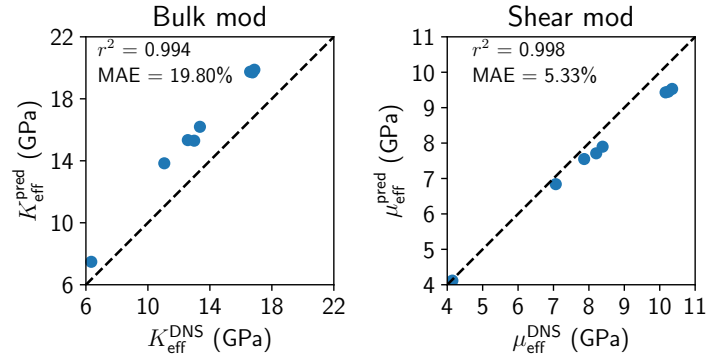 Bulk mod
r² = 0.994
MAE = 19.80%
22
18
14
10
6
K_eff^pred (GPa)
6 10 14 18 22
K_eff^DNS (GPa)
Shear mod
r² = 0.998
MAE = 5.33%
11
10
9
8
7
6
5
4
μ_eff^pred (GPa)
4 5 6 7 8 9 10 11
μ_eff^DNS (GPa)